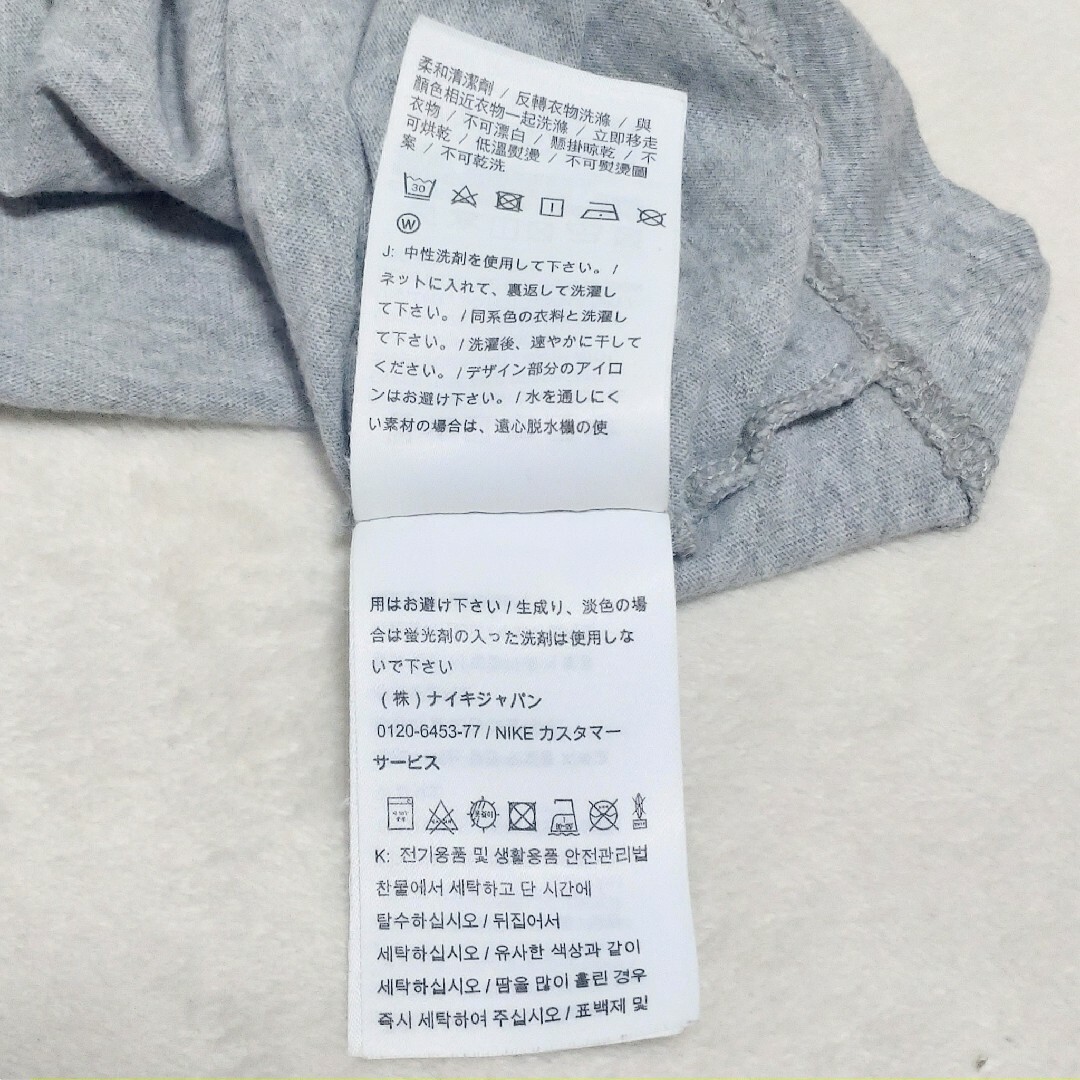 柔和清潔劑 / 反轉衣物洗滌 / 與
顏色相近衣物一起洗滌 / 立即移走
衣物 / 不可漂白 / 懸掛晾乾 / 不
可烘乾 / 低溫熨燙 / 不可熨燙圖
案 / 不可乾洗
30
W
J: 中性洗剤を使用して下さい。/
ネットに入れて、裏返して洗濯し
て下さい。/ 同系色の衣料と洗濯し
て下さい。/ 洗濯後、速やかに干して
ください。/ デザイン部分のアイロ
ンはお避け下さい。/ 水を通しにく
い素材の場合は、遠心脱水機の使
用はお避け下さい / 生成り、淡色の場
合は蛍光剤の入った洗剤は使用しな
いで下さい
(株) ナイキジャパン
0120-6453-77 / NIKE カスタマー
サービス
K: 전기용품 및 생활용품 안전관리법
찬물에서 세탁하고 단 시간에
탈수하십시오 / 뒤집어서
세탁하십시오 / 유사한 색상과 같이
세탁하십시오 / 땀을 많이 흘린 경우
즉시 세탁하여 주십시오 / 표백제 및